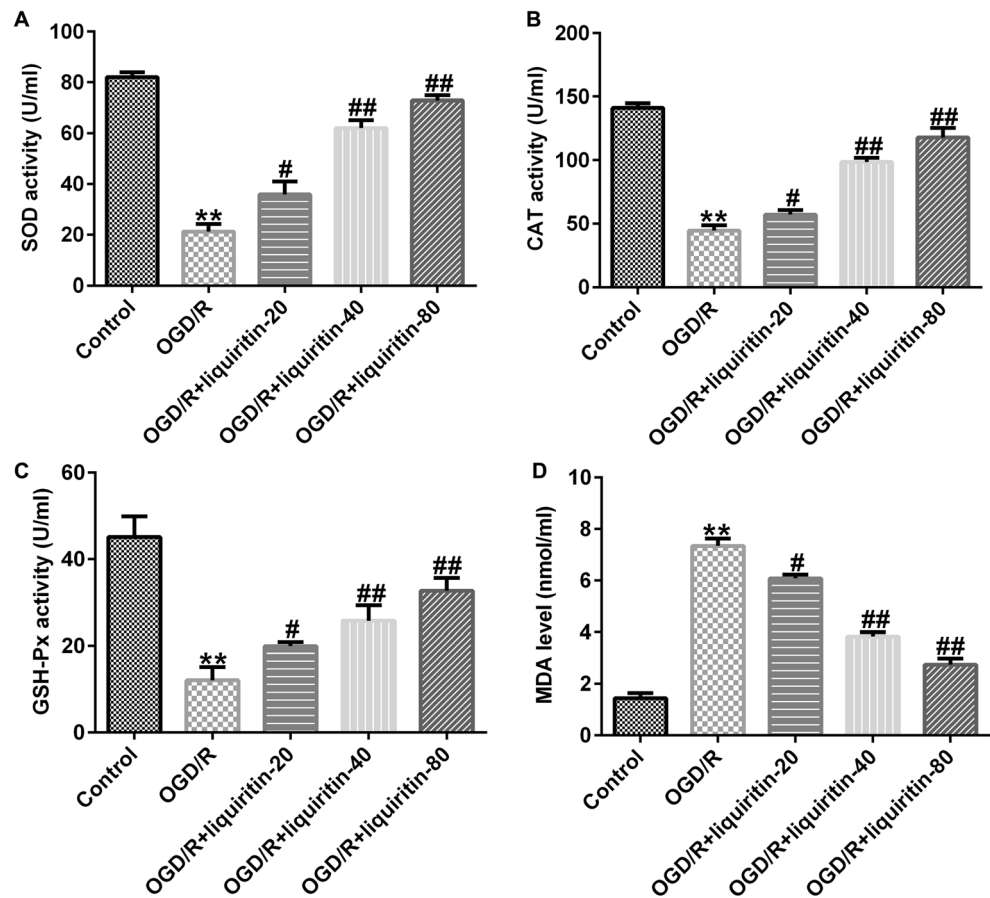 A
SOD activity (U/ml)
100
80
60
40
20
0
**
#
##
##
Control
OGD/R
OGD/R+liquiritin-20
OGD/R+liquiritin-40
OGD/R+liquiritin-80
B
CAT activity (U/ml)
200
150
100
50
0
**
#
##
##
Control
OGD/R
OGD/R+liquiritin-20
OGD/R+liquiritin-40
OGD/R+liquiritin-80
C
GSH-Px activity (U/ml)
60
40
20
0
**
#
##
##
Control
OGD/R
OGD/R+liquiritin-20
OGD/R+liquiritin-40
OGD/R+liquiritin-80
D
MDA level (nmol/ml)
10
8
6
4
2
0
**
#
##
##
Control
OGD/R
OGD/R+liquiritin-20
OGD/R+liquiritin-40
OGD/R+liquiritin-80